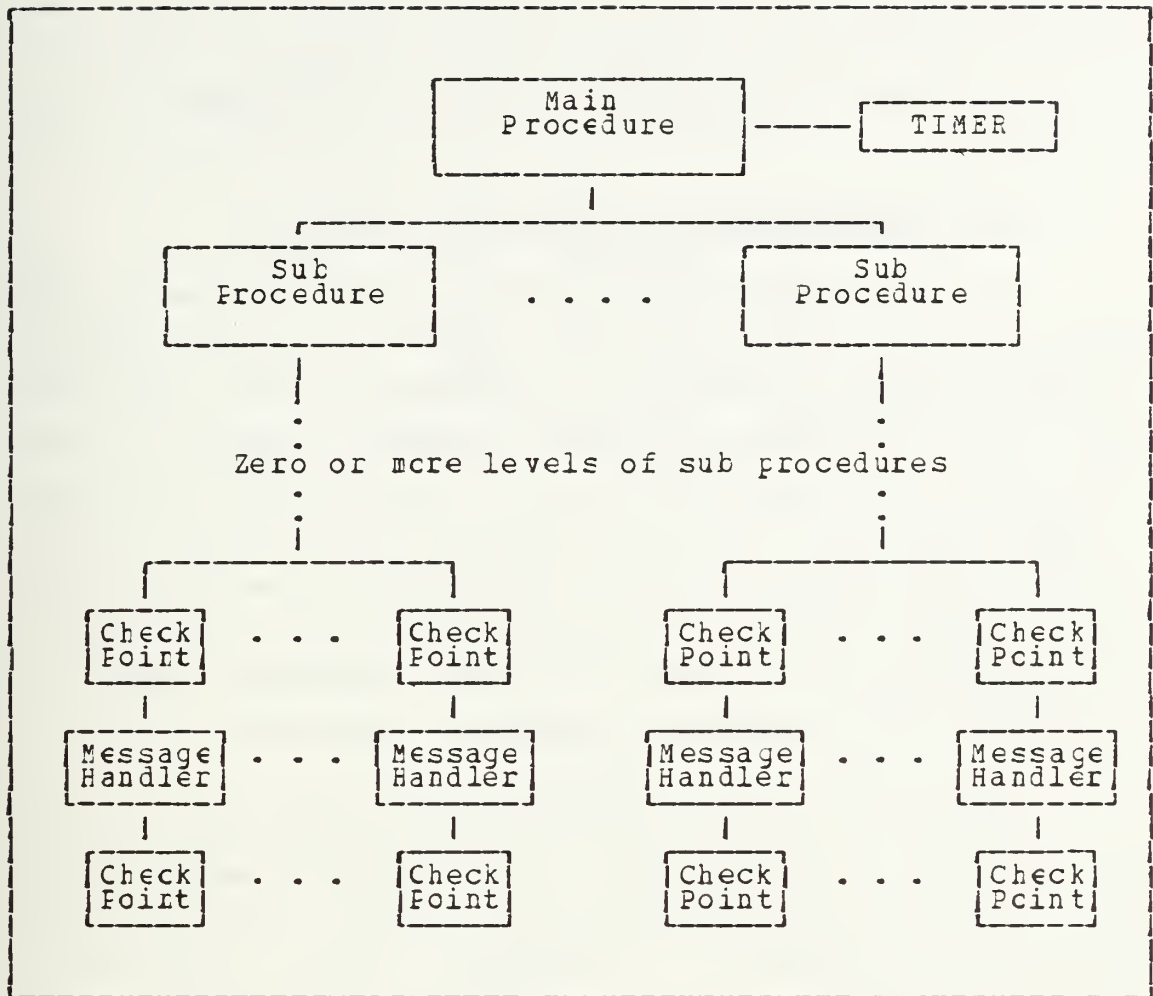 Main
Procedure
TIMER
Sub
Procedure
. . . .
Sub
Procedure
Zero or more levels of sub procedures
Check
Point
. . .
Check
Point
Check
Point
. . .
Check
Point
Message
Handler
. . .
Message
Handler
Message
Handler
. . .
Message
Handler
Check
Point
. . .
Check
Point
Check
Point
. . .
Check
Point